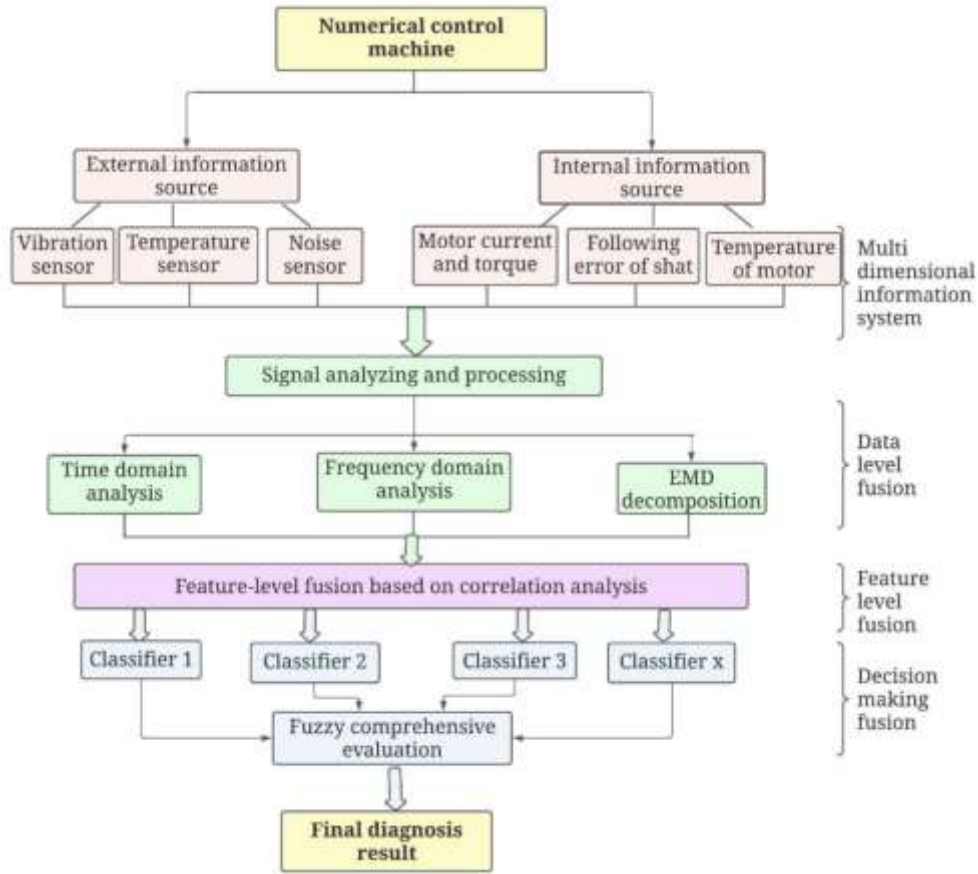 Numerical control
machine
External information
source
Internal information
source
Vibration
sensor
Temperature
sensor
Noise
sensor
Motor current
and torque
Following
error of shat
Temperature
of motor
Multi
dimensional
information
system
Signal analyzing and processing
Time domain
analysis
Frequency domain
analysis
EMD
decomposition
Data
level
fusion
Feature-level fusion based on correlation analysis
Feature
level
fusion
Classifier 1
Classifier 2
Classifier 3
Classifier x
Decision
making
fusion
Fuzzy comprehensive
evaluation
Final diagnosis
result